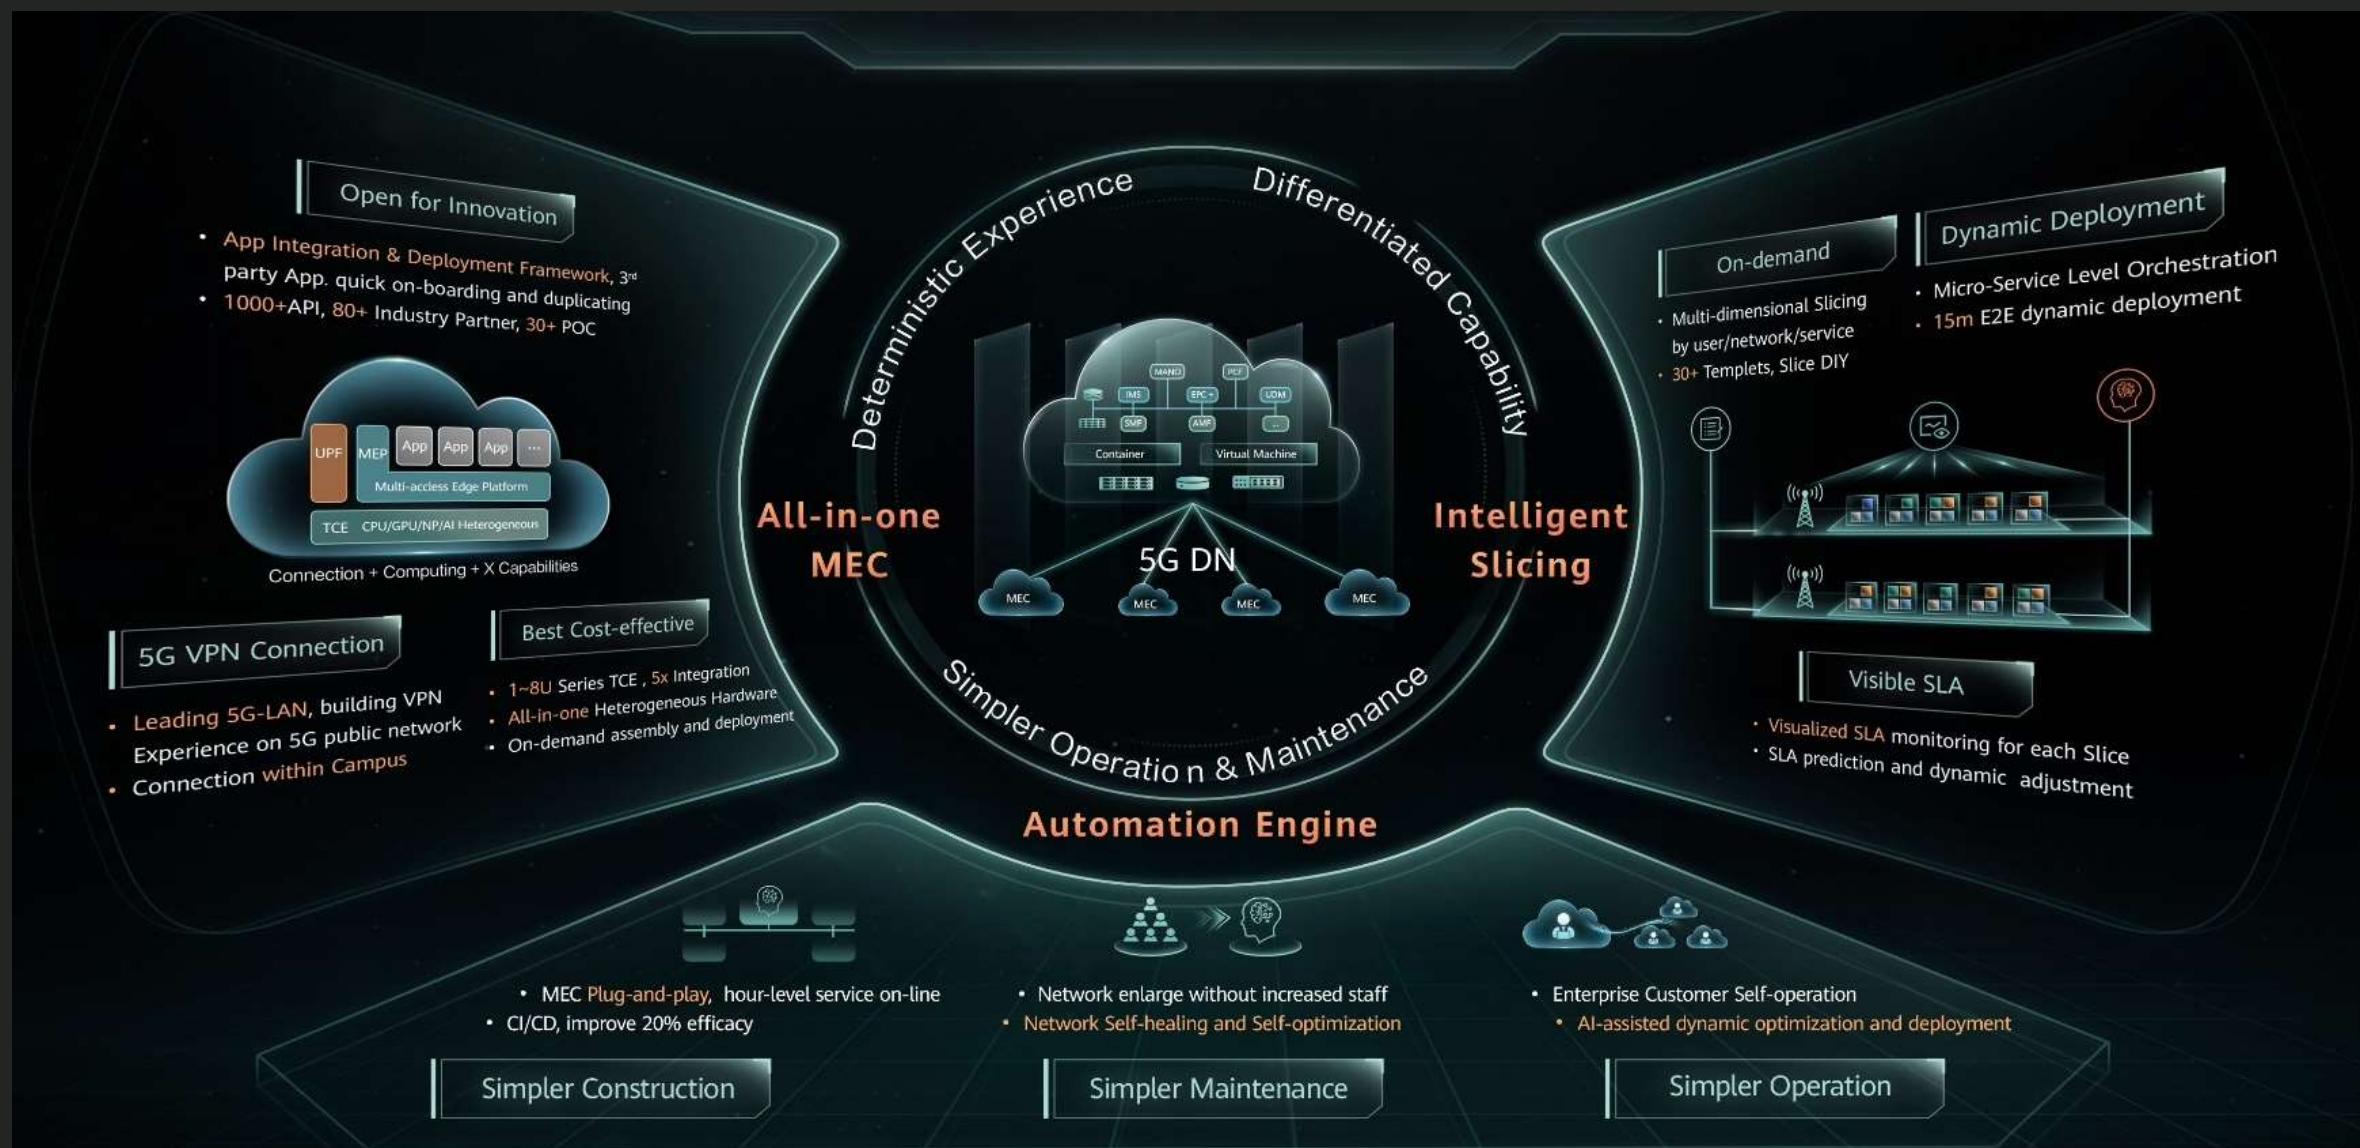 Open for Innovation
• App Integration & Deployment Framework, 3rd
party App. quick on-boarding and duplicating
• 1000+API, 80+ Industry Partner, 30+ POC
UPF
MEP
App
App
App
...
Multi-accless Edge Platform
TCE CPU/GPU/NP/AI Heterogeneous
Connection + Computing + X Capabilities
5G VPN Connection
• Leading 5G-LAN, building VPN
Experience on 5G public network
• Connection within Campus
Best Cost-effective
• 1~8U Series TCE , 5x Integration
• All-in-one Heterogeneous Hardware
• On-demand assembly and deployment
All-in-one
MEC
Deterministic Experience
Differentiated Capability
MANO
PCF
IMS
EPC +
UDM
SMF
AMF
...
Container
Virtual Machine
5G DN
MEC
MEC
MEC
MEC
Simpler Operation & Maintenance
Intelligent
Slicing
On-demand
• Multi-dimensional Slicing
by user/network/service
• 30+ Templets, Slice DIY
Dynamic Deployment
• Micro-Service Level Orchestration
• 15m E2E dynamic deployment
Visible SLA
• Visualized SLA monitoring for each Slice
• SLA prediction and dynamic adjustment
Automation Engine
• MEC Plug-and-play, hour-level service on-line
• CI/CD, improve 20% efficacy
Simpler Construction
• Network enlarge without increased staff
• Network Self-healing and Self-optimization
Simpler Maintenance
• Enterprise Customer Self-operation
• AI-assisted dynamic optimization and deployment
Simpler Operation